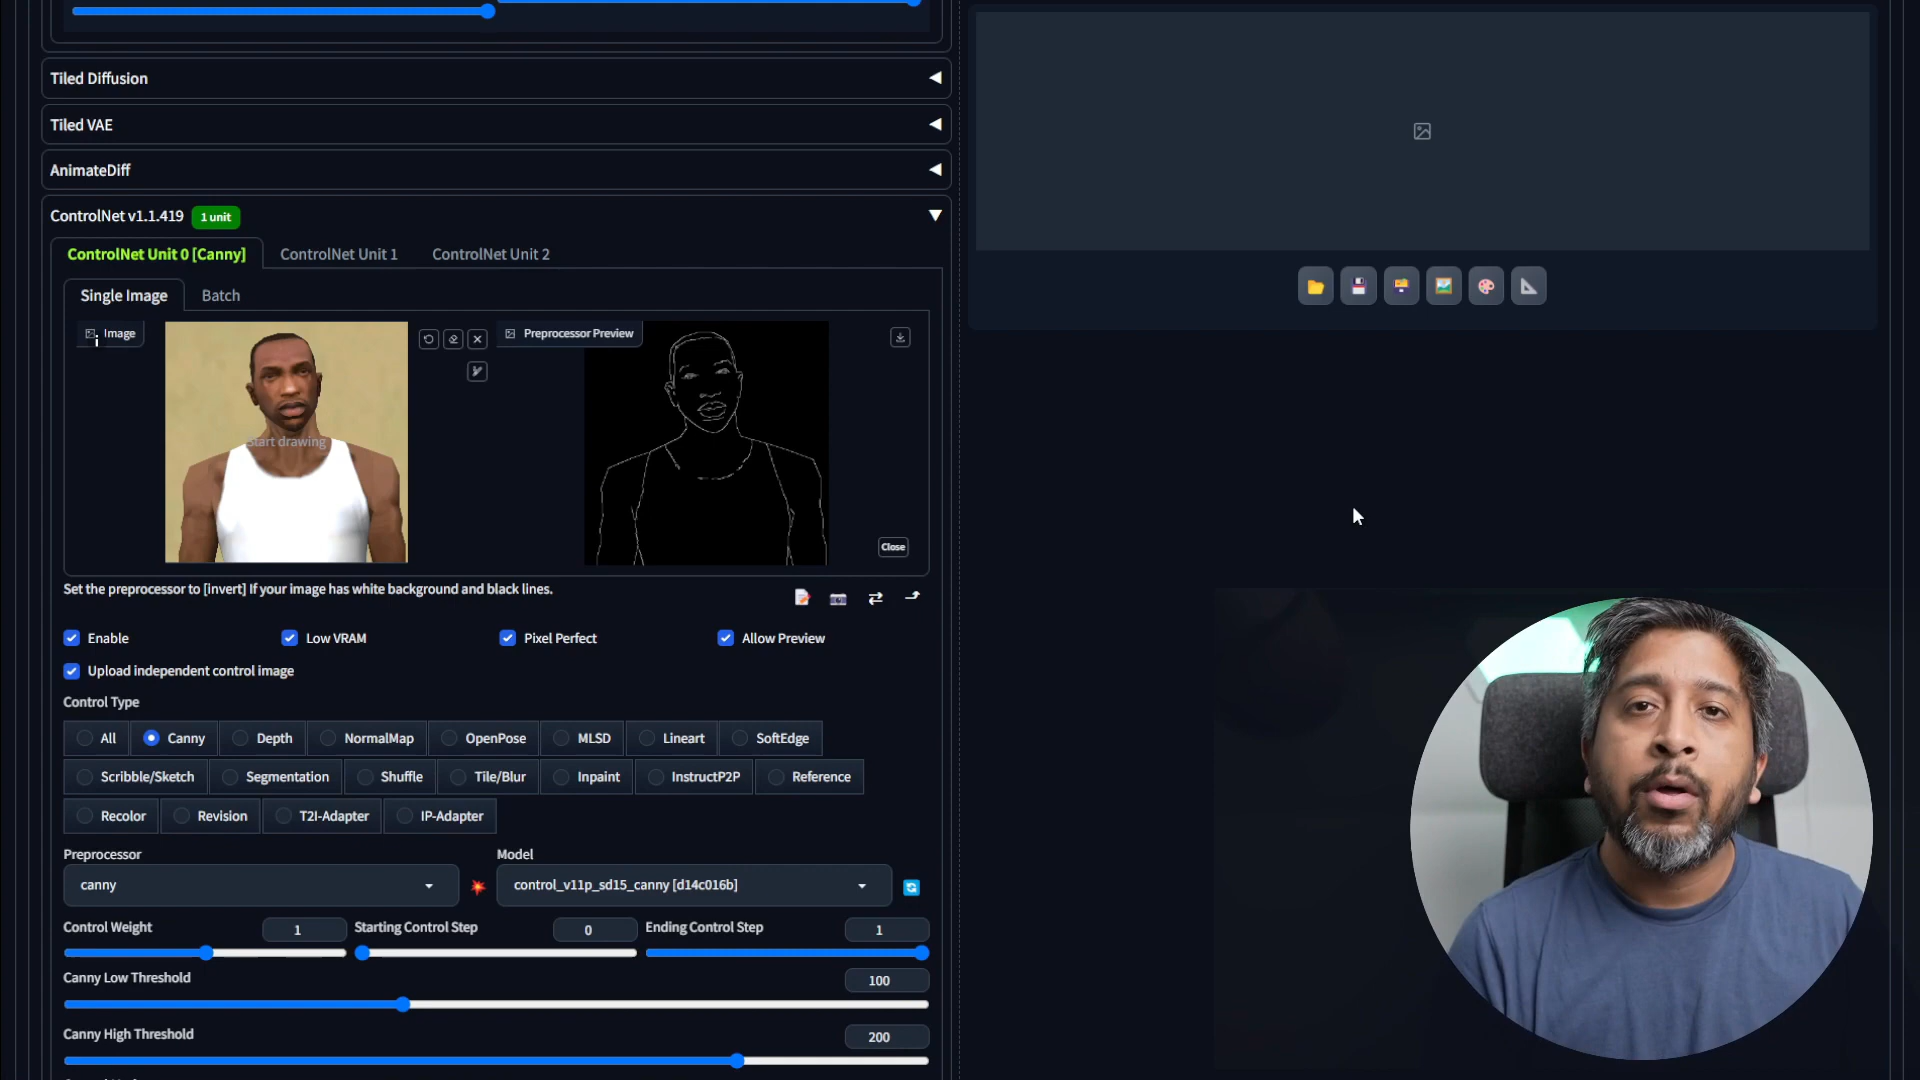 Tiled Diffusion
Tiled VAE
AnimateDiff
ControlNet v1.1.419 1 unit
ControlNet Unit 0 [Canny] ControlNet Unit 1 ControlNet Unit 2
Single Image Batch
Image Preprocessor Preview
Start drawing
Close
Set the preprocessor to [invert] If your image has white background and black lines.
Enable Low VRAM Pixel Perfect Allow Preview
Upload independent control image
Control Type
All Canny Depth NormalMap OpenPose MLSD Lineart SoftEdge
Scribble/Sketch Segmentation Shuffle Tile/Blur Inpaint InstructP2P Reference
Recolor Revision T2I-Adapter IP-Adapter
Preprocessor Model
canny control_v11p_sd15_canny [d14c016b]
Control Weight 1 Starting Control Step 0 Ending Control Step 1
Canny Low Threshold 100
Canny High Threshold 200